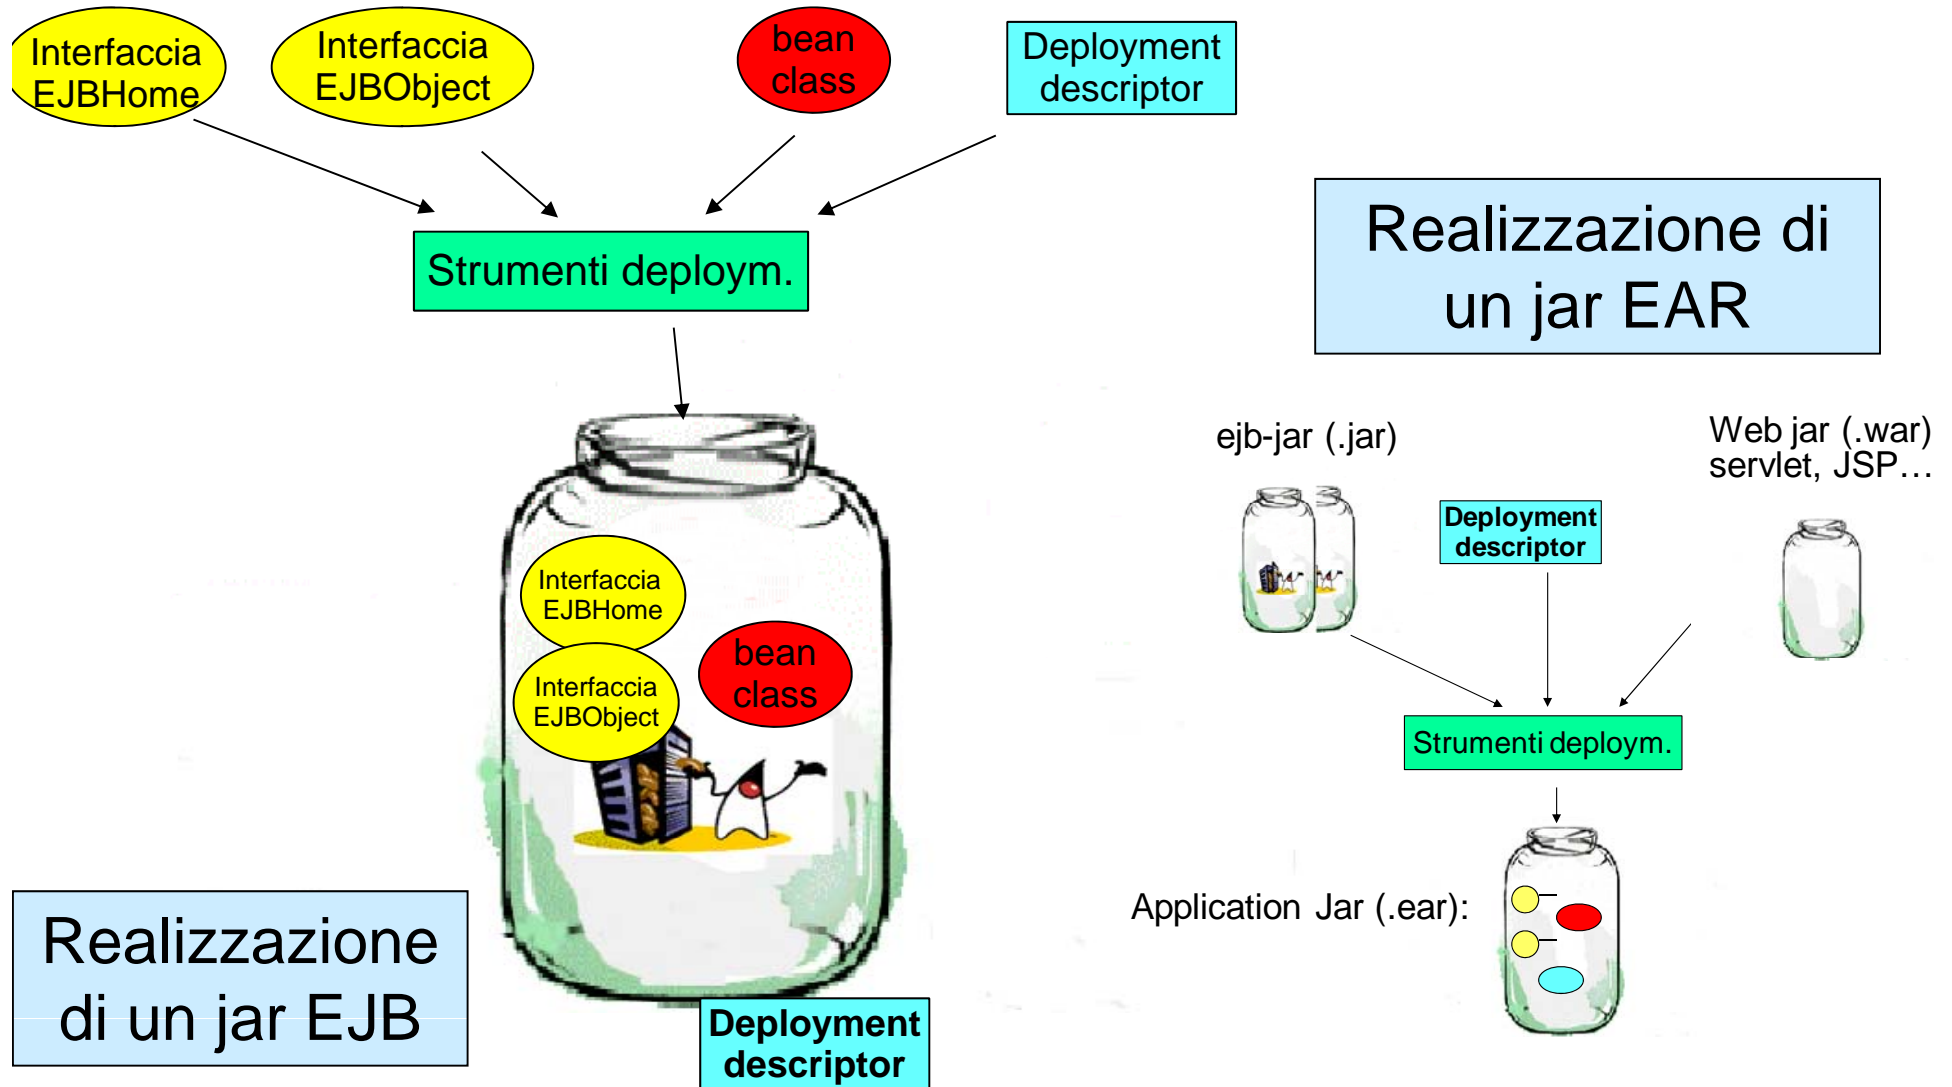 Interfaccia
EJBHome
Interfaccia
EJBObject
bean
class
Deployment
descriptor
Strumenti deploym.
Interfaccia
EJBHome
Interfaccia
EJBObject
bean
class
Deployment
descriptor
Realizzazione
di un jar EJB
Realizzazione di
un jar EAR
ejb-jar (.jar)
Deployment
descriptor
Web jar (.war)
servlet, JSP…
Strumenti deploym.
Application Jar (.ear):